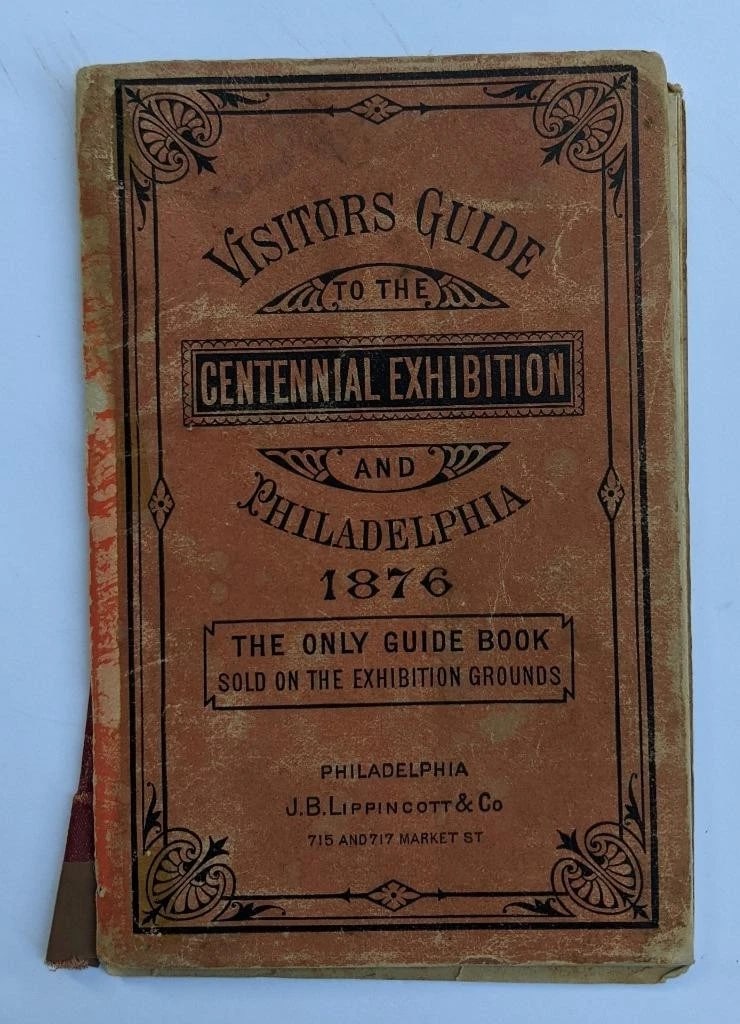 VISITORS GUIDE
TO THE
CENTENNIAL EXHIBITION
AND
PHILADELPHIA
1876
THE ONLY GUIDE BOOK
SOLD ON THE EXHIBITION GROUNDS
PHILADELPHIA
J.B. LIPPINCOTT & CO
715 AND 717 MARKET ST